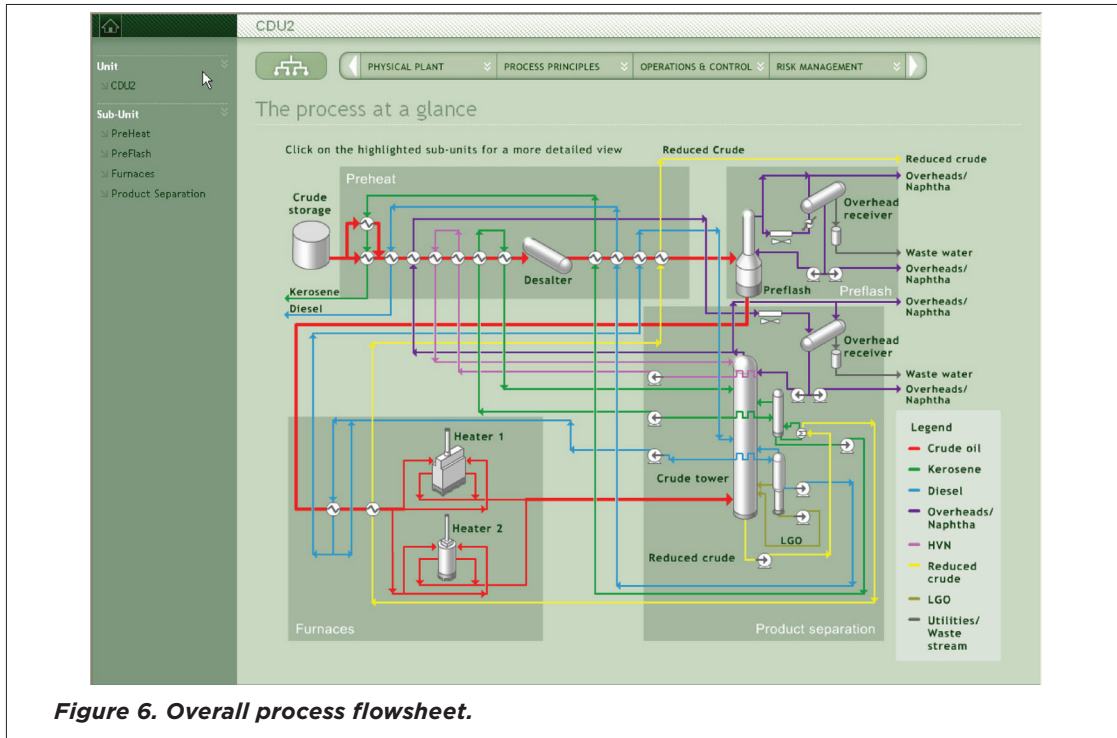 CDU2
Unit
CDU2
Sub-Unit
PreHeat
PreFlash
Furnaces
Product Separation
PHYSICAL PLANT
PROCESS PRINCIPLES
OPERATIONS & CONTROL
RISK MANAGEMENT
The process at a glance
Click on the highlighted sub-units for a more detailed view
Reduced Crude
Reduced crude
Preheat
Overheads/
Naphtha
Crude
storage
Overhead
receiver
Desalter
Waste water
Preflash
Overheads/
Naphtha
Preflash
Kerosene
Diesel
Overheads/
Naphtha
Overhead
receiver
Waste water
Overheads/
Naphtha
Heater 1
Heater 2
Furnaces
Crude tower
LGO
Reduced crude
Product separation
Legend
Crude oil
Kerosene
Diesel
Overheads/
Naphtha
HVN
Reduced
crude
LGO
Utilities/
Waste
stream
Figure 6. Overall process flowsheet.